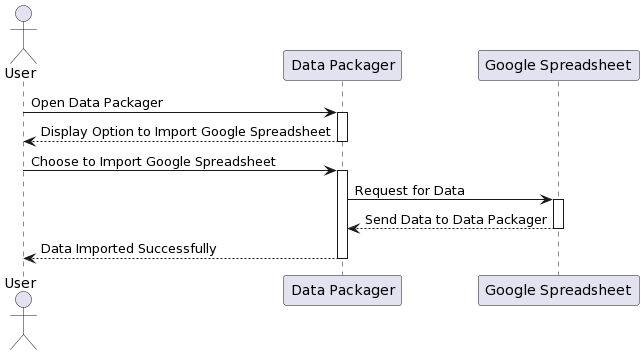 User
Data Packager
Google Spreadsheet
Open Data Packager
Display Option to Import Google Spreadsheet
Choose to Import Google Spreadsheet
Request for Data
Send Data to Data Packager
Data Imported Successfully
User
Data Packager
Google Spreadsheet